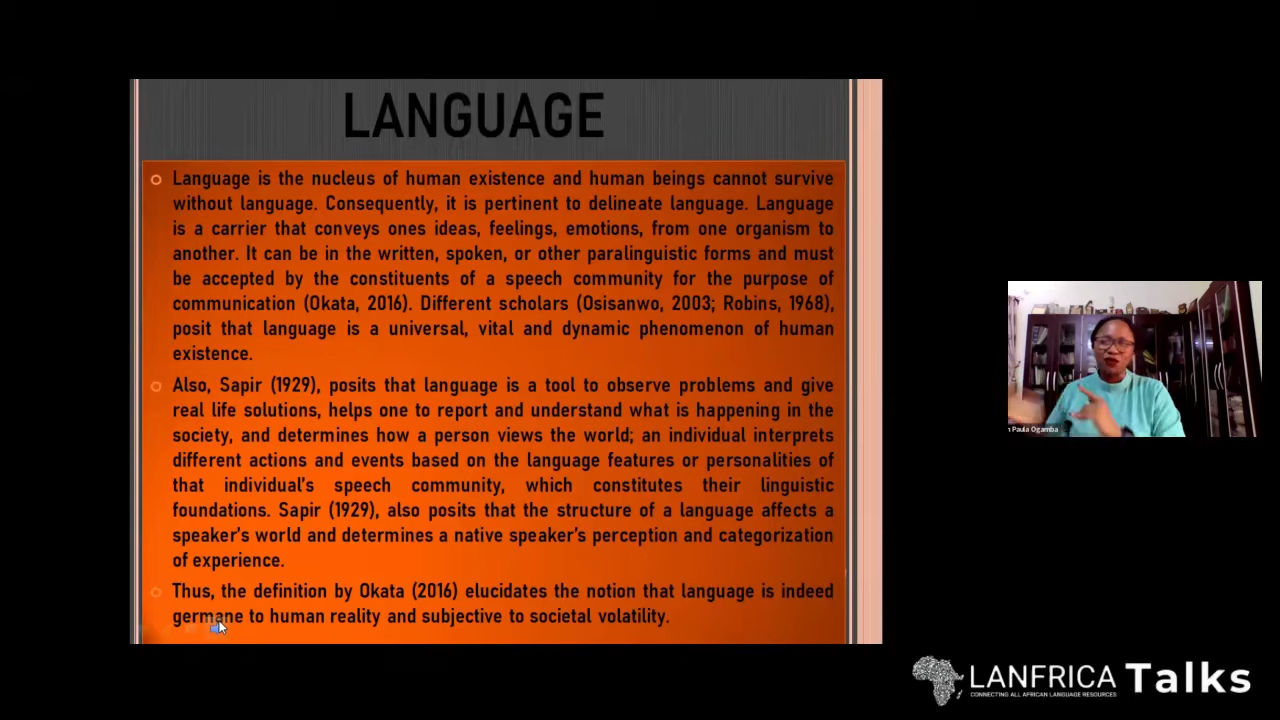 LANGUAGE
Language is the nucleus of human existence and human beings cannot survive
without language. Consequently, it is pertinent to delineate language. Language
is a carrier that conveys ones ideas, feelings, emotions, from one organism to
another. It can be in the written, spoken, or other paralinguistic forms and must
be accepted by the constituents of a speech community for the purpose of
communication (Okata, 2016). Different scholars (Osisanwo, 2003; Robins, 1968),
posit that language is a universal, vital and dynamic phenomenon of human
existence.
Also, Sapir (1929), posits that language is a tool to observe problems and give
real life solutions, helps one to report and understand what is happening in the
society, and determines how a person views the world; an individual interprets
different actions and events based on the language features or personalities of
that individual's speech community, which constitutes their linguistic
foundations. Sapir (1929), also posits that the structure of a language affects a
speaker's world and determines a native speaker's perception and categorization
of experience.
Thus, the definition by Okata (2016) elucidates the notion that language is indeed
germane to human reality and subjective to societal volatility.
Paula Ogamba
LANFRICA Talks
CONNECTING ALL AFRICAN LANGUAGE RESOURCES